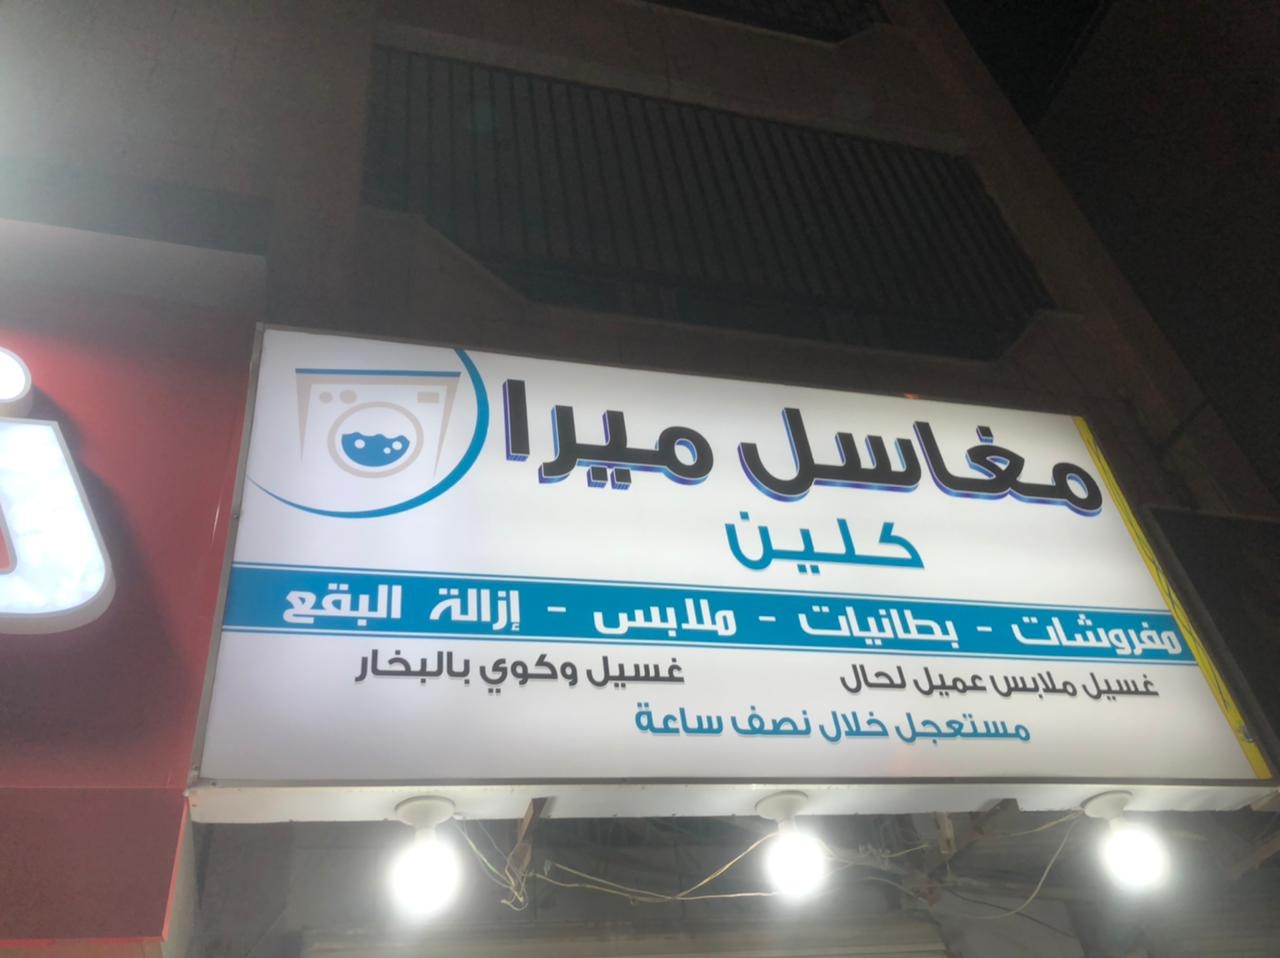 مغاسل ميرا
كلين
مفروشات - بطانيات - ملابس - إزالة البقع
غسيل ملابس عميل لحال غسيل وكوي بالبخار
مستعجل خلال نصف ساعة